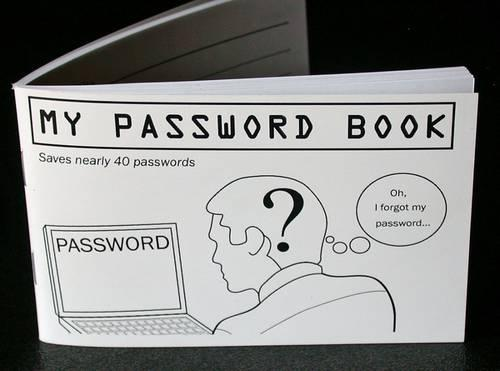 MY PASSWORD BOOK
Saves nearly 40 passwords
Oh,
I forgot my
password...
?
PASSWORD